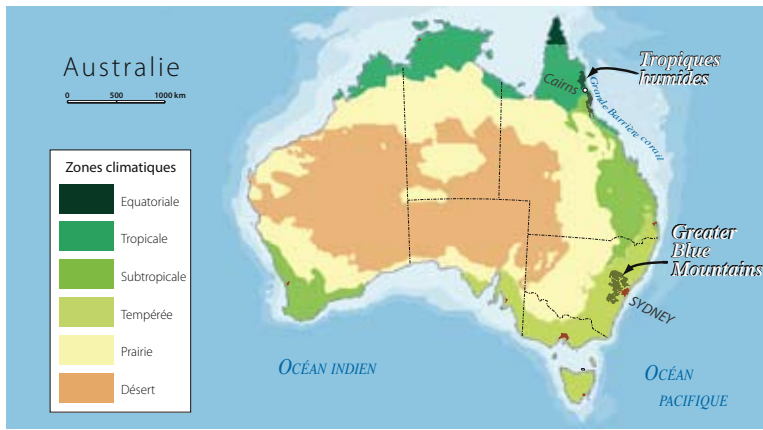 Australie
0 500 1000 km
Zones climatiques
Equatoriale
Tropicale
Subtropicale
Tempérée
Prairie
Désert
Tropiques
humides
Cairns
Grande Barrière corail
Greater
Blue
Mountains
SYDNEY
OCÉAN INDIEN
OCÉAN
PACIFIQUE